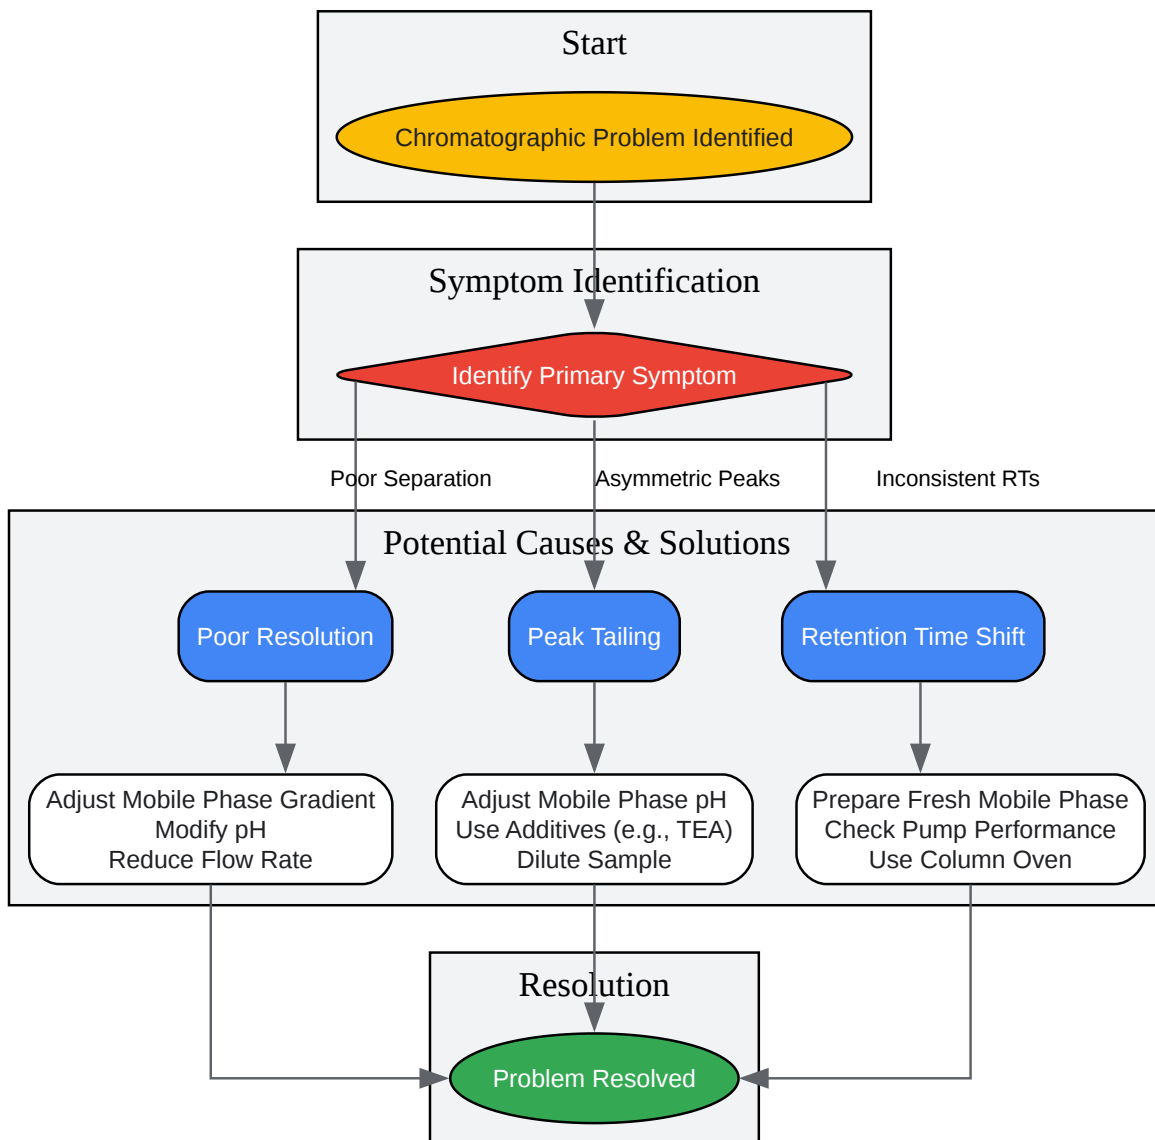 Start
Chromatographic Problem Identified
Symptom Identification
Identify Primary Symptom
Poor Separation
Asymmetric Peaks
Inconsistent RTs
Potential Causes & Solutions
Poor Resolution
Peak Tailing
Retention Time Shift
Adjust Mobile Phase Gradient
Modify pH
Reduce Flow Rate
Adjust Mobile Phase pH
Use Additives (e.g., TEA)
Dilute Sample
Prepare Fresh Mobile Phase
Check Pump Performance
Use Column Oven
Resolution
Problem Resolved